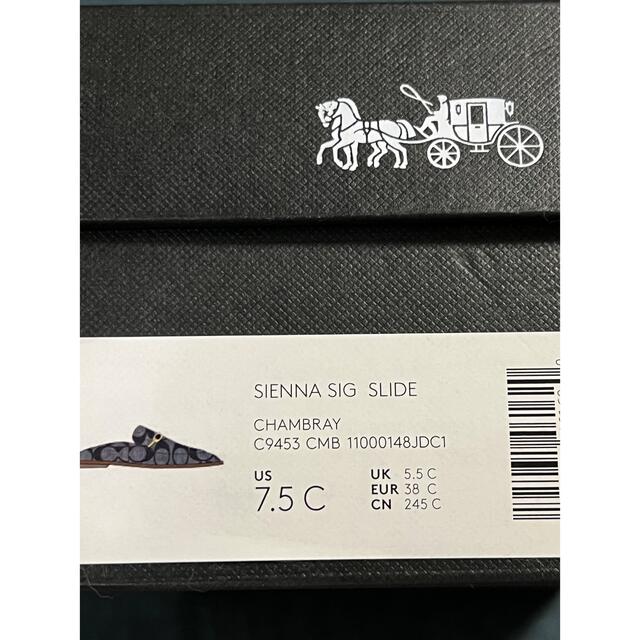 SIENNA SIG SLIDE
CHAMBRAY
C9453 CMB 11000148JDC1
US
7.5 C
UK 5.5 C
EUR 38 C
CN 245 C